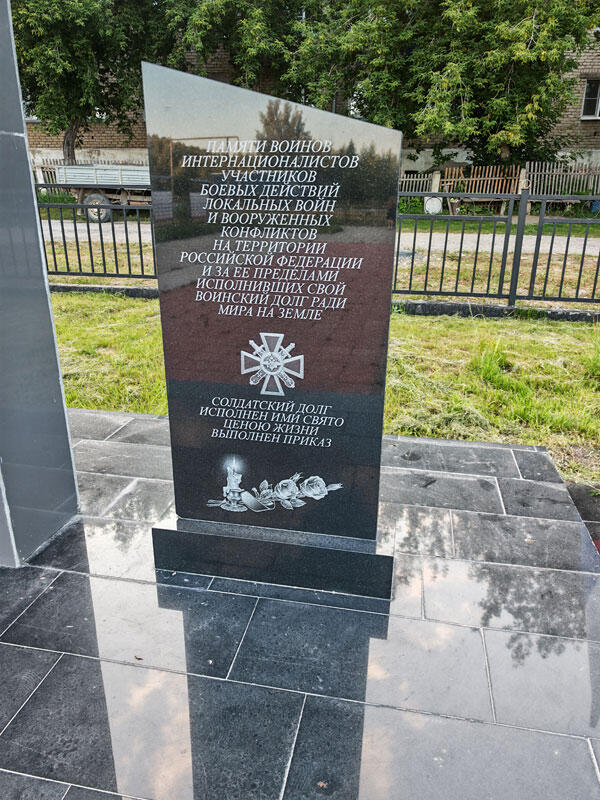 ПАМЯТИ ВОИНОВ
ИНТЕРНАЦИОНАЛИСТОВ
УЧАСТНИКОВ
БОЕВЫХ ДЕЙСТВИЙ
ЛОКАЛЬНЫХ ВОЙН
И ВООРУЖЕННЫХ
КОНФЛИКТОВ
НА ТЕРРИТОРИИ
РОССИЙСКОЙ ФЕДЕРАЦИИ
И ЗА ЕЕ ПРЕДЕЛАМИ
ИСПОЛНИВШИХ СВОЙ
ВОИНСКИЙ ДОЛГ РАДИ
МИРА НА ЗЕМЛЕ
СОЛДАТСКИЙ ДОЛГ
ИСПОЛНЕН ИМИ СВЯТО
ЦЕНОЮ ЖИЗНИ
ВЫПОЛНЕН ПРИКАЗ